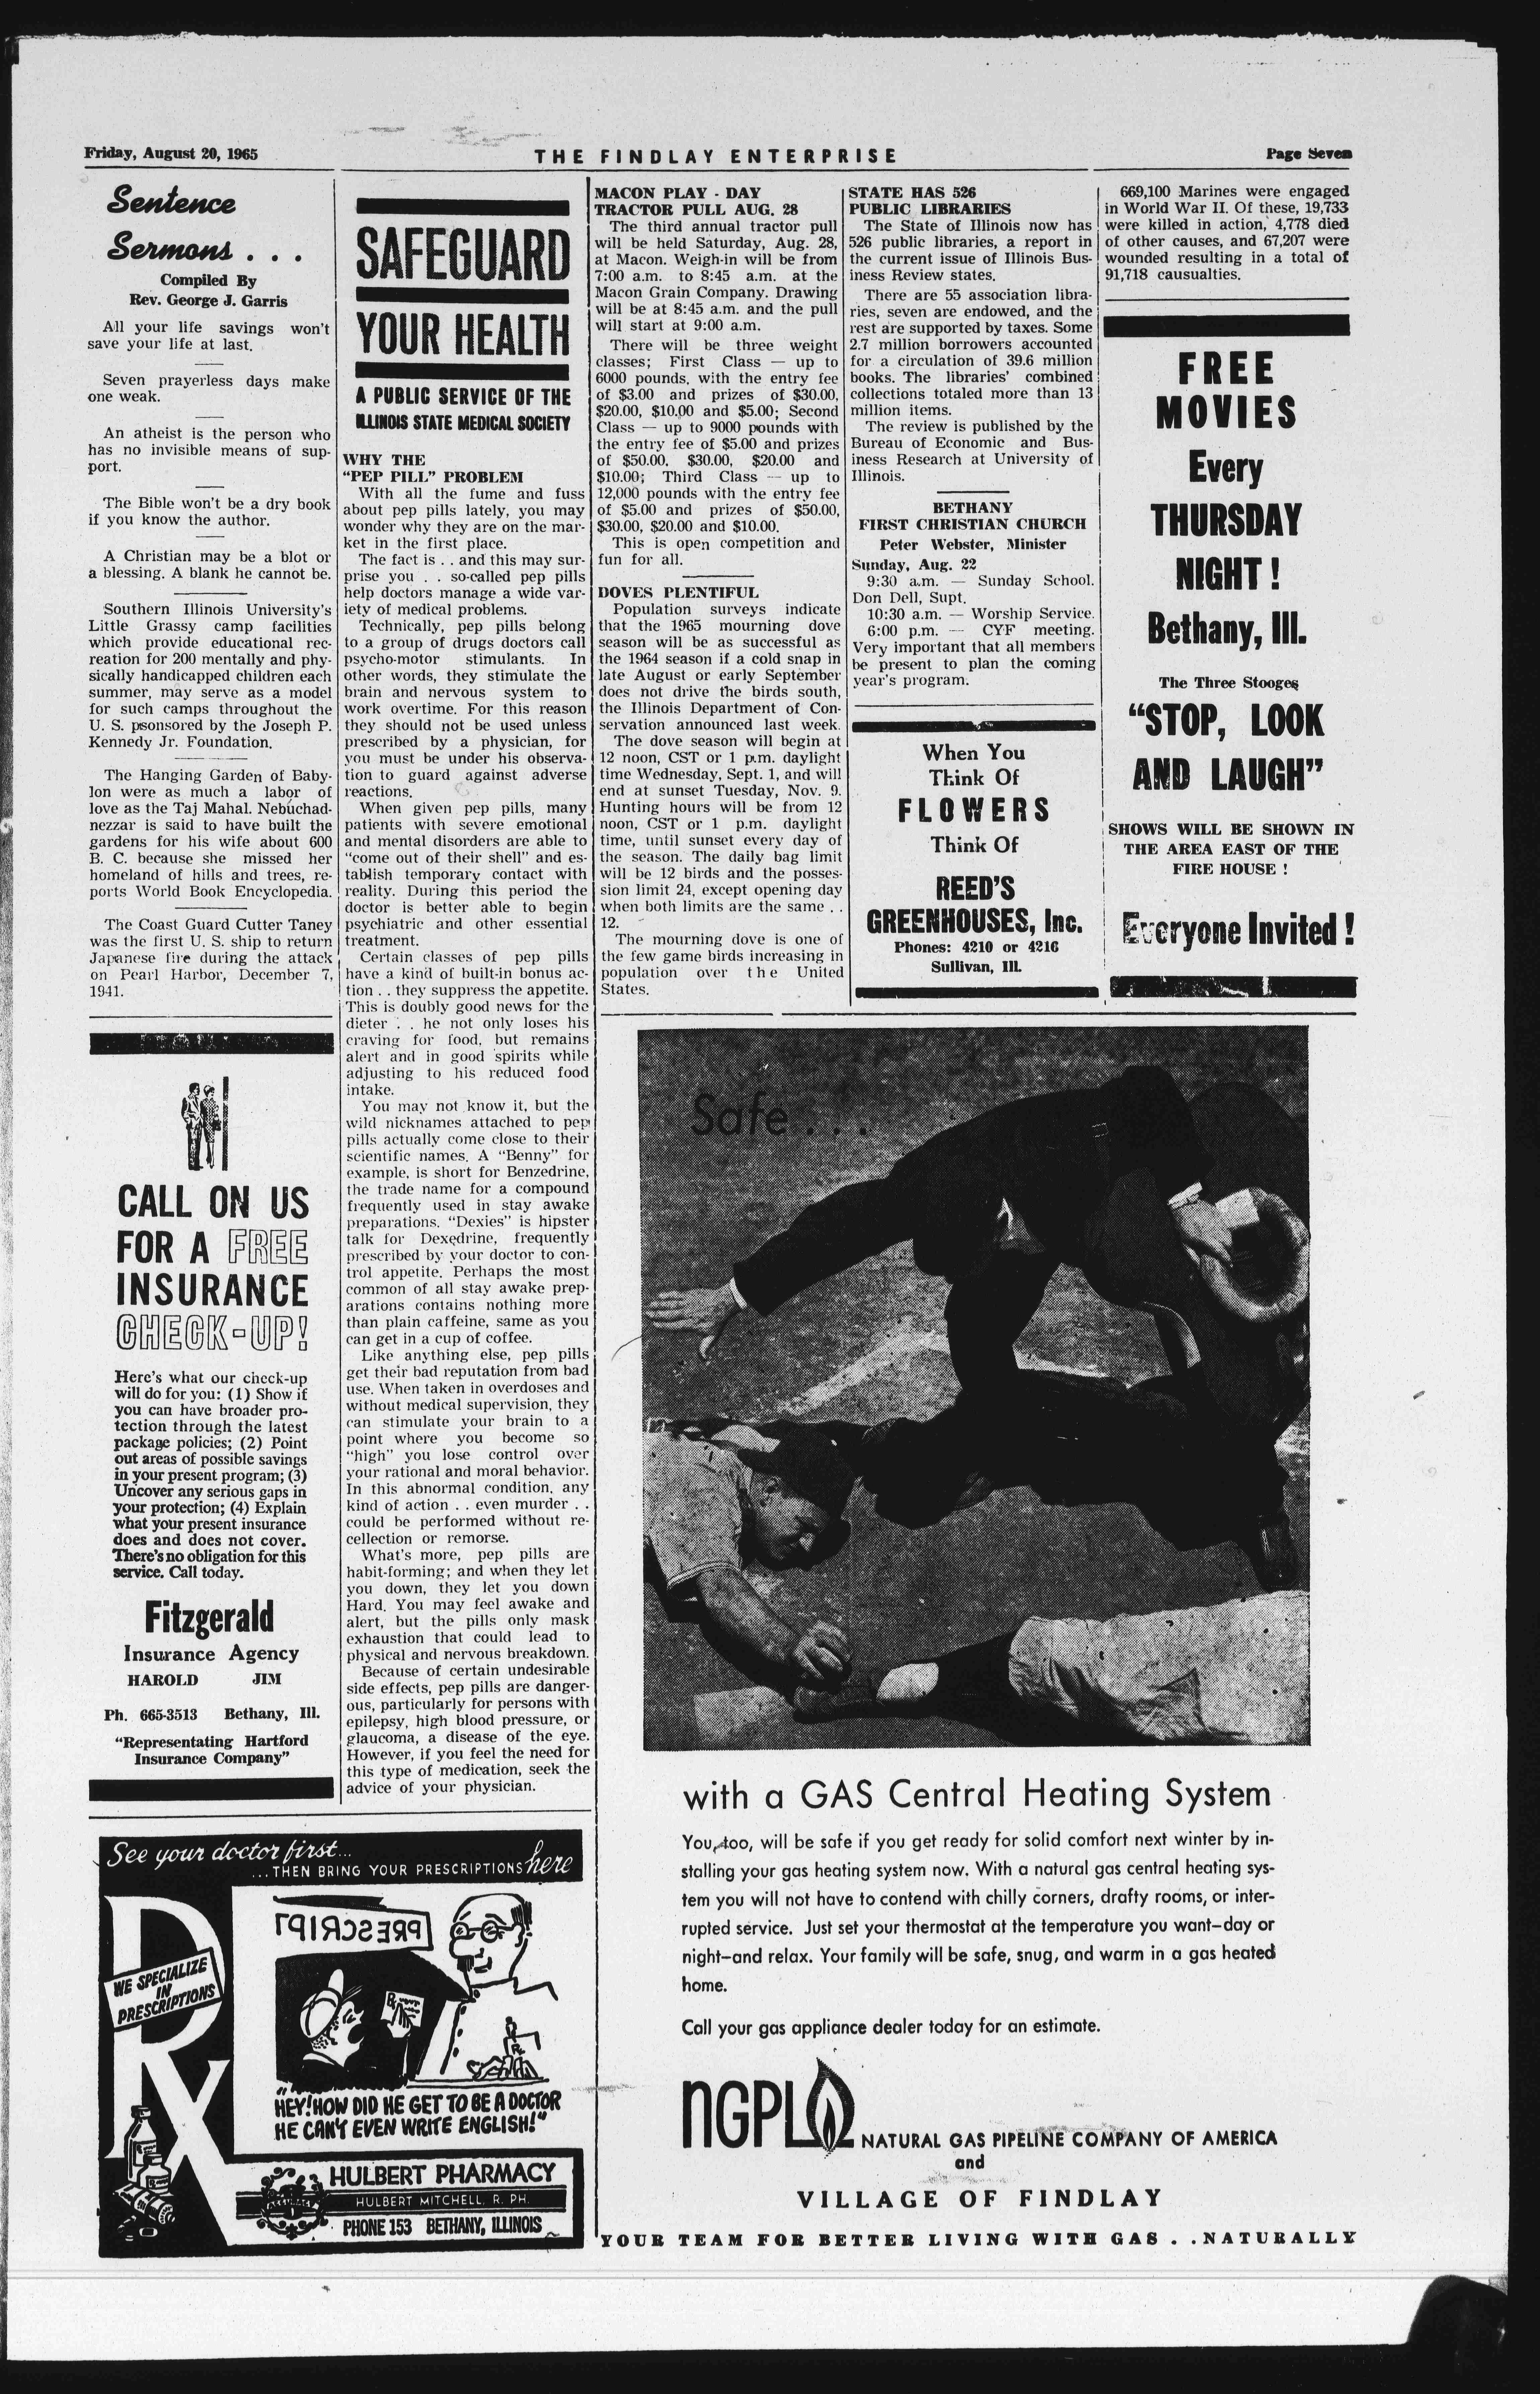 Friday, August 20, 1965
THE FINDLAY ENTERPRISE
Page Seven
Sentence
Sermons . . .
Compiled By
Rev. George J. Garris
All your life savings won't
save your life at last.
Seven prayerless days make
one weak.
An atheist is the person who
has no invisible means of sup-
port.
The Bible won't be a dry book
if you know the author.
A Christian may be a blot or
a blessing. A blank he cannot be.
Southern Illinois University's
Little Grassy camp facilities
which provide educational rec-
reation for 200 mentally and phy-
sically handicapped children each
summer, may serve as a model
for such camps throughout the
U. S. psonsored by the Joseph P.
Kennedy Jr. Foundation.
The Hanging Garden of Baby-
lon were as much a labor of
love as the Taj Mahal. Nebuchad-
nezzar is said to have built the
gardens for his wife about 600
B. C. because she missed her
homeland of hills and trees, re-
ports World Book Encyclopedia.
The Coast Guard Cutter Taney
was the first U. S. ship to return
Japanese fire during the attack
on Pearl Harbor, December 7,
1941.
CALL ON US
FOR A FREE
INSURANCE
CHECK-UP!
Here's what our check-up
will do for you: (1) Show if
you can have broader pro-
tection through the latest
package policies; (2) Point
out areas of possible savings
in your present program; (3)
Uncover any serious gaps in
your protection; (4) Explain
what your present insurance
does and does not cover.
There's no obligation for this
service. Call today.
Fitzgerald
Insurance Agency
HAROLD JIM
Ph. 665-3513 Bethany, Ill.
"Representating Hartford
Insurance Company"
SAFEGUARD
YOUR HEALTH
A PUBLIC SERVICE OF THE
ILLINOIS STATE MEDICAL SOCIETY
WHY THE
"PEP PILL" PROBLEM
With all the fume and fuss
about pep pills lately, you may
wonder why they are on the mar-
ket in the first place.
The fact is . . and this may sur-
prise you . . so-called pep pills
help doctors manage a wide var-
iety of medical problems.
Technically, pep pills belong
to a group of drugs doctors call
psycho-motor stimulants. In
other words, they stimulate the
brain and nervous system to
work overtime. For this reason
they should not be used unless
prescribed by a physician, for
you must be under his observa-
tion to guard against adverse
reactions.
When given pep pills, many
patients with severe emotional
and mental disorders are able to
"come out of their shell" and es-
tablish temporary contact with
reality. During this period the
doctor is better able to begin
psychiatric and other essential
treatment.
Certain classes of pep pills
have a kind of built-in bonus ac-
tion . . they suppress the appetite.
This is doubly good news for the
dieter . . he not only loses his
craving for food, but remains
alert and in good spirits while
adjusting to his reduced food
intake.
You may not know it, but the
wild nicknames attached to pep
pills actually come close to their
scientific names. A "Benny" for
example, is short for Benzedrine,
the trade name for a compound
frequently used in stay awake
preparations. "Dexies" is hipster
talk for Dexedrine, frequently
prescribed by your doctor to con-
trol appetite. Perhaps the most
common of all stay awake prep-
arations contains nothing more
than plain caffeine, same as you
can get in a cup of coffee.
Like anything else, pep pills
get their bad reputation from bad
use. When taken in overdoses and
without medical supervision, they
can stimulate your brain to a
point where you become so
"high" you lose control over
your rational and moral behavior.
In this abnormal condition, any
kind of action . . even murder . .
could be performed without re-
cellection or remorse.
What's more, pep pills are
habit-forming; and when they let
you down, they let you down
Hard. You may feel awake and
alert, but the pills only mask
exhaustion that could lead to
physical and nervous breakdown.
Because of certain undesirable
side effects, pep pills are danger-
ous, particularly for persons with
epilepsy, high blood pressure, or
glaucoma, a disease of the eye.
However, if you feel the need for
this type of medication, seek the
advice of your physician.
See your doctor first...
...THEN BRING YOUR PRESCRIPTIONS here
WE SPECIALIZE
IN
PRESCRIPTIONS
Rx
PRESCRIPT
"HEY! HOW DID HE GET TO BE A DOCTOR
HE CAN'T EVEN WRITE ENGLISH!"
ACCURACY
HULBERT PHARMACY
HULBERT MITCHELL, R. PH.
PHONE 153 BETHANY, ILLINOIS
MACON PLAY - DAY
TRACTOR PULL AUG. 28
The third annual tractor pull
will be held Saturday, Aug. 28,
at Macon. Weigh-in will be from
7:00 a.m. to 8:45 a.m. at the
Macon Grain Company. Drawing
will be at 8:45 a.m. and the pull
will start at 9:00 a.m.
There will be three weight
classes; First Class — up to
6000 pounds, with the entry fee
of $3.00 and prizes of $30.00,
$20.00, $10.00 and $5.00; Second
Class — up to 9000 pounds with
the entry fee of $5.00 and prizes
of $50.00, $30.00, $20.00 and
$10.00; Third Class — up to
12,000 pounds with the entry fee
of $5.00 and prizes of $50.00,
$30.00, $20.00 and $10.00.
This is open competition and
fun for all.
DOVES PLENTIFUL
Population surveys indicate
that the 1965 mourning dove
season will be as successful as
the 1964 season if a cold snap in
late August or early September
does not drive the birds south,
the Illinois Department of Con-
servation announced last week.
The dove season will begin at
12 noon, CST or 1 p.m. daylight
time Wednesday, Sept. 1, and will
end at sunset Tuesday, Nov. 9.
Hunting hours will be from 12
noon, CST or 1 p.m. daylight
time, until sunset every day of
the season. The daily bag limit
will be 12 birds and the posses-
sion limit 24, except opening day
when both limits are the same . .
12.
The mourning dove is one of
the few game birds increasing in
population over the United
States.
STATE HAS 526
PUBLIC LIBRARIES
The State of Illinois now has
526 public libraries, a report in
the current issue of Illinois Bus-
iness Review states.
There are 55 association libra-
ries, seven are endowed, and the
rest are supported by taxes. Some
2.7 million borrowers accounted
for a circulation of 39.6 million
books. The libraries' combined
collections totaled more than 13
million items.
The review is published by the
Bureau of Economic and Bus-
iness Research at University of
Illinois.
BETHANY
FIRST CHRISTIAN CHURCH
Peter Webster, Minister
Sunday, Aug. 22
9:30 a.m. — Sunday School.
Don Dell, Supt.
10:30 a.m. — Worship Service.
6:00 p.m. — CYF meeting.
Very important that all members
be present to plan the coming
year's program.
When You
Think Of
FLOWERS
Think Of
REED'S
GREENHOUSES, Inc.
Phones: 4210 or 4216
Sullivan, Ill.
669,100 Marines were engaged
in World War II. Of these, 19,733
were killed in action, 4,778 died
of other causes, and 67,207 were
wounded resulting in a total of
91,718 causualties.
FREE
MOVIES
Every
THURSDAY
NIGHT !
Bethany, Ill.
The Three Stooges
"STOP, LOOK
AND LAUGH"
SHOWS WILL BE SHOWN IN
THE AREA EAST OF THE
FIRE HOUSE !
Everyone Invited !
Safe . . .
with a GAS Central Heating System
You, too, will be safe if you get ready for solid comfort next winter by in-
stalling your gas heating system now. With a natural gas central heating sys-
tem you will not have to contend with chilly corners, drafty rooms, or inter-
rupted service. Just set your thermostat at the temperature you want—day or
night—and relax. Your family will be safe, snug, and warm in a gas heated
home.
Call your gas appliance dealer today for an estimate.
NGPL NATURAL GAS PIPELINE COMPANY OF AMERICA
and
VILLAGE OF FINDLAY
YOUR TEAM FOR BETTER LIVING WITH GAS . . NATURALLY